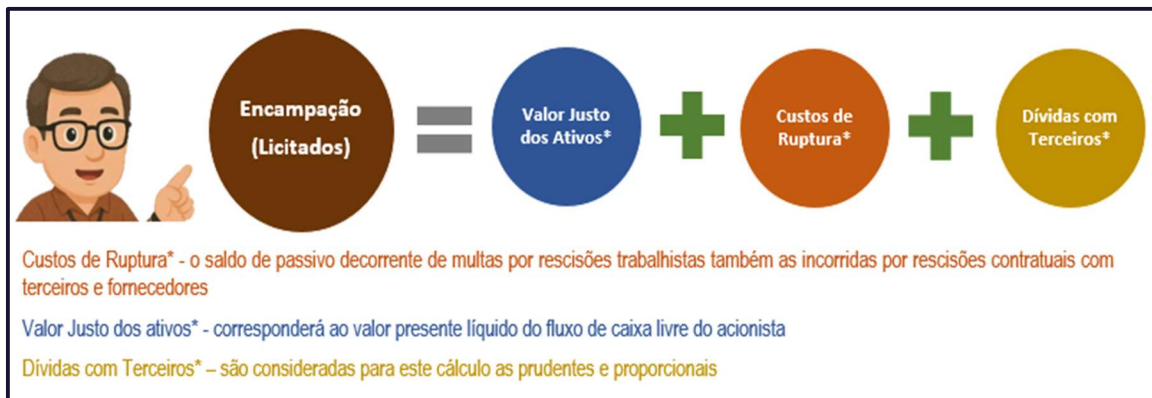 Encampação
(Licitados)
Valor Justo
dos Ativos*
Custos de
Ruptura*
Dívidas com
Terceiros*
Custos de Ruptura* - o saldo de passivo decorrente de multas por rescisões trabalhistas também as incorridas por rescisões contratuais com
terceiros e fornecedores
Valor Justo dos ativos* - corresponderá ao valor presente líquido do fluxo de caixa livre do acionista
Dívidas com Terceiros* – são consideradas para este cálculo as prudentes e proporcionais